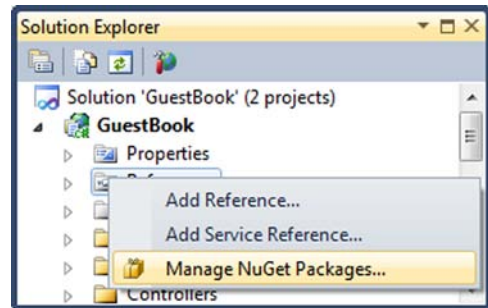 Solution Explorer
Solution 'GuestBook' (2 projects)
GuestBook
Properties
Add Reference...
Add Service Reference...
Manage NuGet Packages...
Controllers